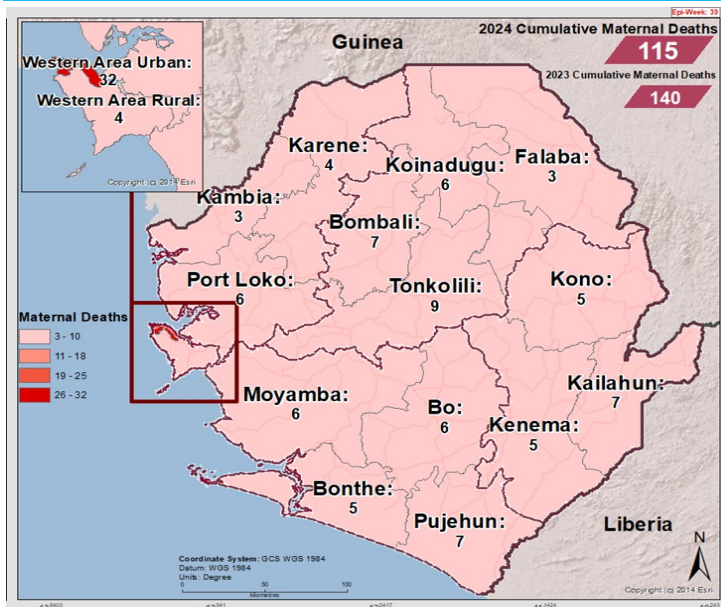 Epi-Week: 39
2024 Cumulative Maternal Deaths
115
2023 Cumulative Maternal Deaths
140
Guinea
Western Area Urban:
32
Western Area Rural:
4
Copyright (c) 2014 Esri
Karene:
4
Koinadugu:
6
Falaba:
3
Kambia:
3
Bombali:
7
Port Loko:
6
Tonkolili:
9
Kono:
5
Maternal Deaths
3 - 10
11 - 18
19 - 25
26 - 32
Moyamba:
6
Bo:
6
Kailahun:
7
Kenema:
5
Bonthe:
5
Pujehun:
7
Liberia
N
Coordinate System: GCS WGS 1984
Datum: WGS 1984
Units: Degree
0 50 100
Kilometres
Copyright (c) 2014 Esri